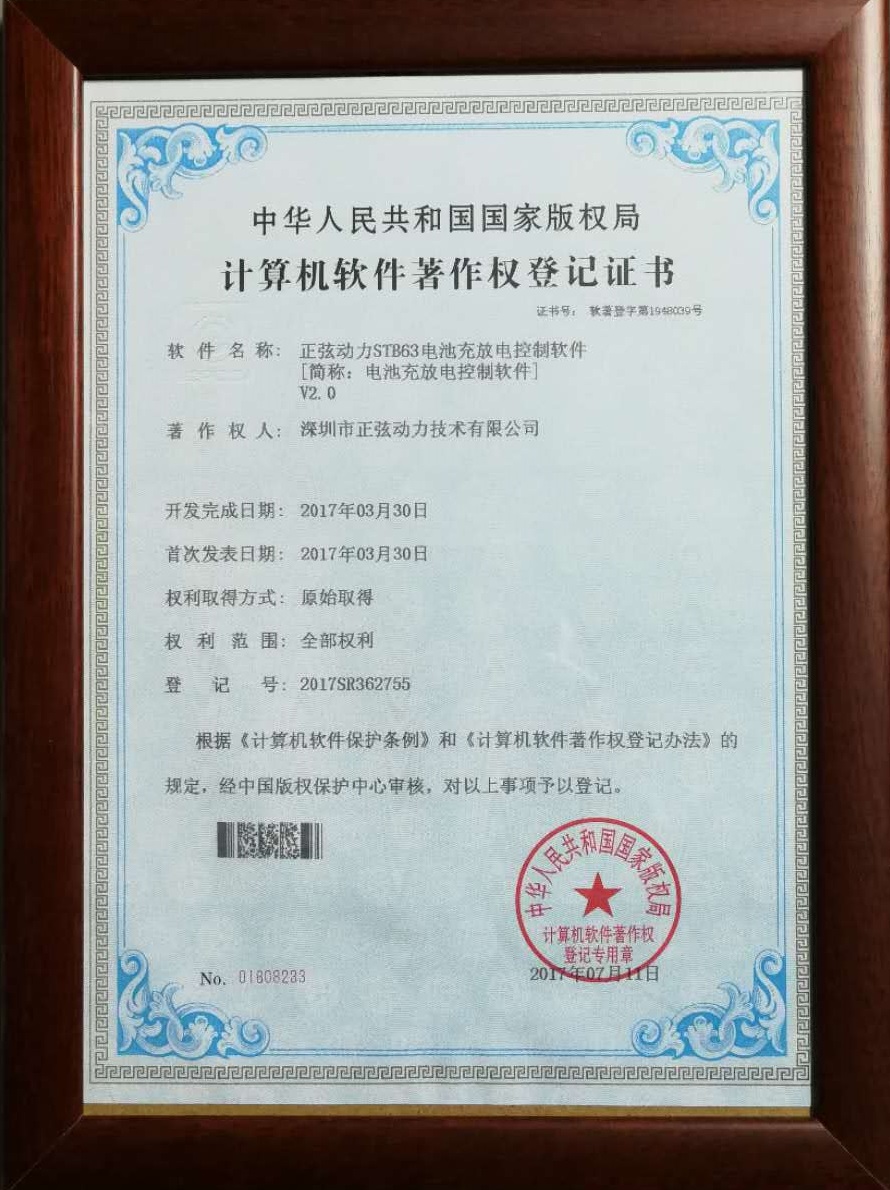 中华人民共和国国家版权局
计算机软件著作权登记证书
证书号： 软著登字第1948039号
软件名称： 正弦动力STB63电池充放电控制软件
[简称：电池充放电控制软件]
V2.0
著作权人： 深圳市正弦动力技术有限公司
开发完成日期： 2017年03月30日
首次发表日期： 2017年03月30日
权利取得方式： 原始取得
权利范围： 全部权利
登记号： 2017SR362755
根据《计算机软件保护条例》和《计算机软件著作权登记办法》的
规定，经中国版权保护中心审核，对以上事项予以登记。
中华人民共和国国家版权局
计算机软件著作权
登记专用章
No. 01608233
2017年07月11日